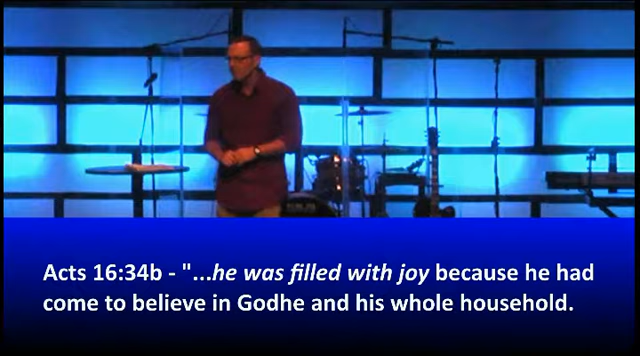 Acts 16:34b - "...he was filled with joy because he had
come to believe in Godhe and his whole household.